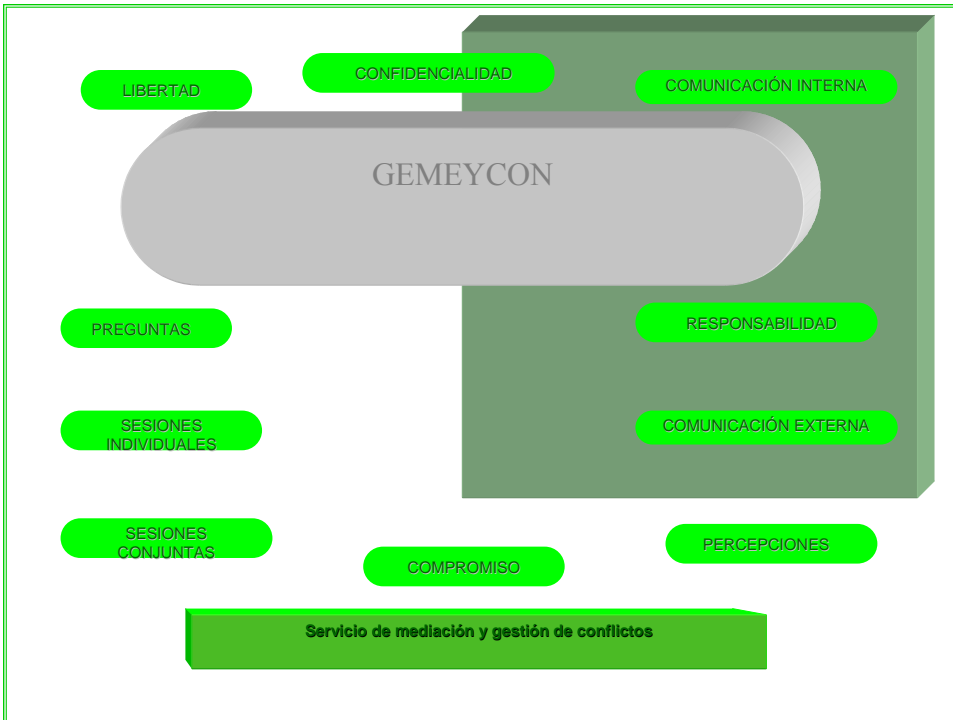 CONFIDENCIALIDAD
LIBERTAD
COMUNICACIÓN INTERNA
GEMEYCON
PREGUNTAS
RESPONSABILIDAD
SESIONES
INDIVIDUALES
COMUNICACIÓN EXTERNA
SESIONES
CONJUNTAS
PERCEPCIONES
COMPROMISO
Servicio de mediación y gestión de conflictos